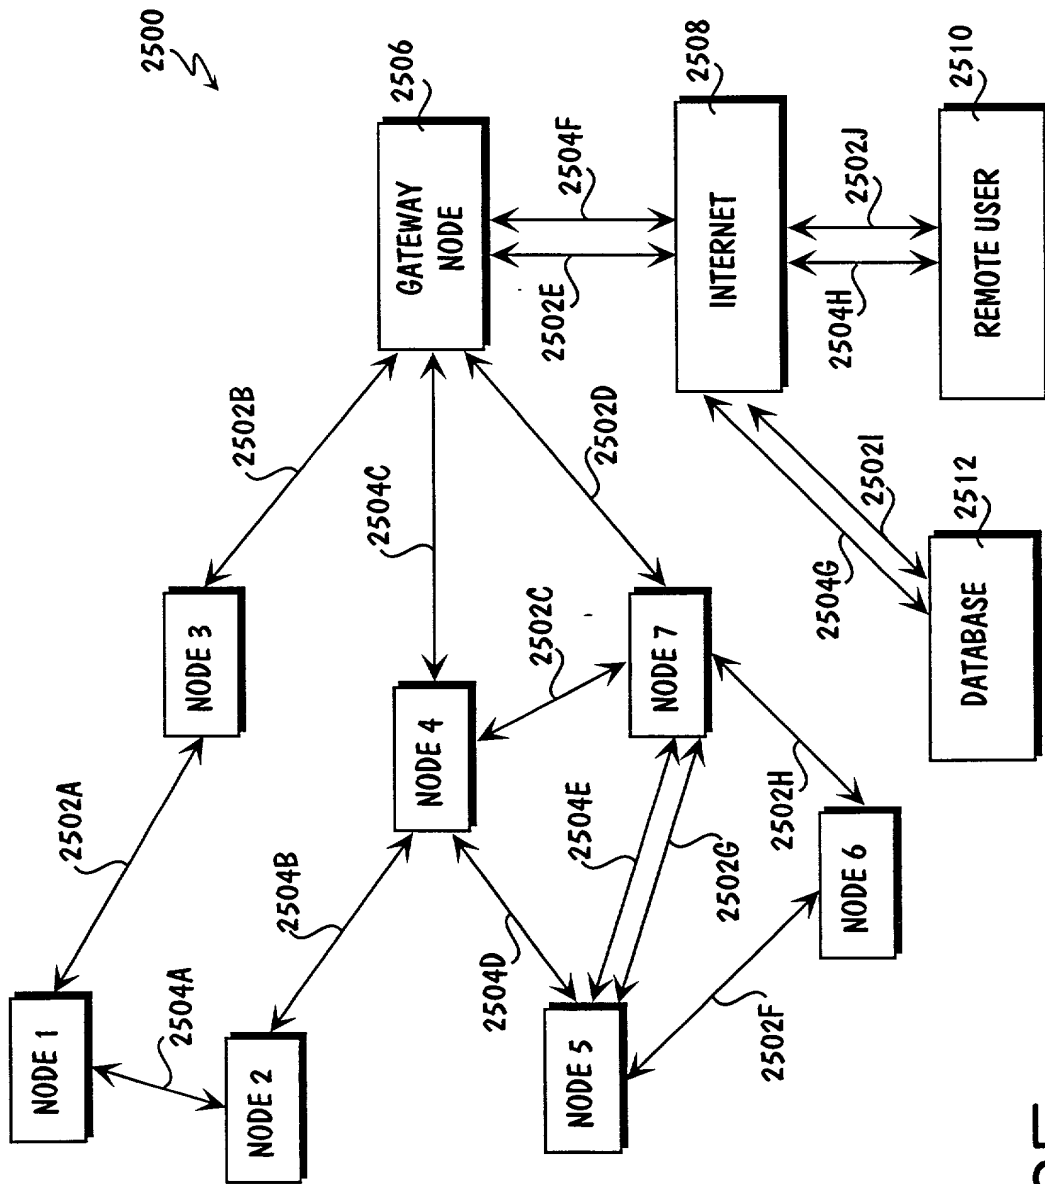 2500
NODE 1
2502A
NODE 3
2502B
GATEWAY
NODE
2506
2504A
NODE 2
2504B
NODE 4
2504C
2502E
2504F
2504D
2502C
2502D
NODE 5
2504E
NODE 7
INTERNET
2508
2502G
2502F
2502H
NODE 6
2504G
2502I
2504H
2502J
DATABASE
2512
REMOTE USER
2510